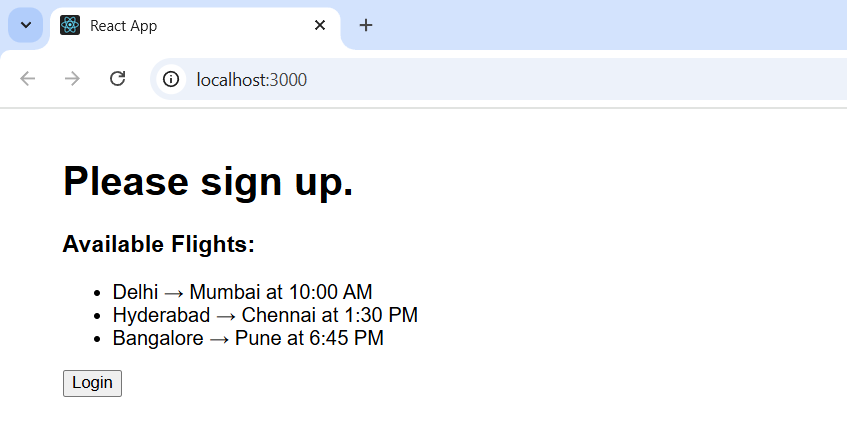 React App
localhost:3000
Please sign up.
Available Flights:
• Delhi → Mumbai at 10:00 AM
• Hyderabad → Chennai at 1:30 PM
• Bangalore → Pune at 6:45 PM
Login